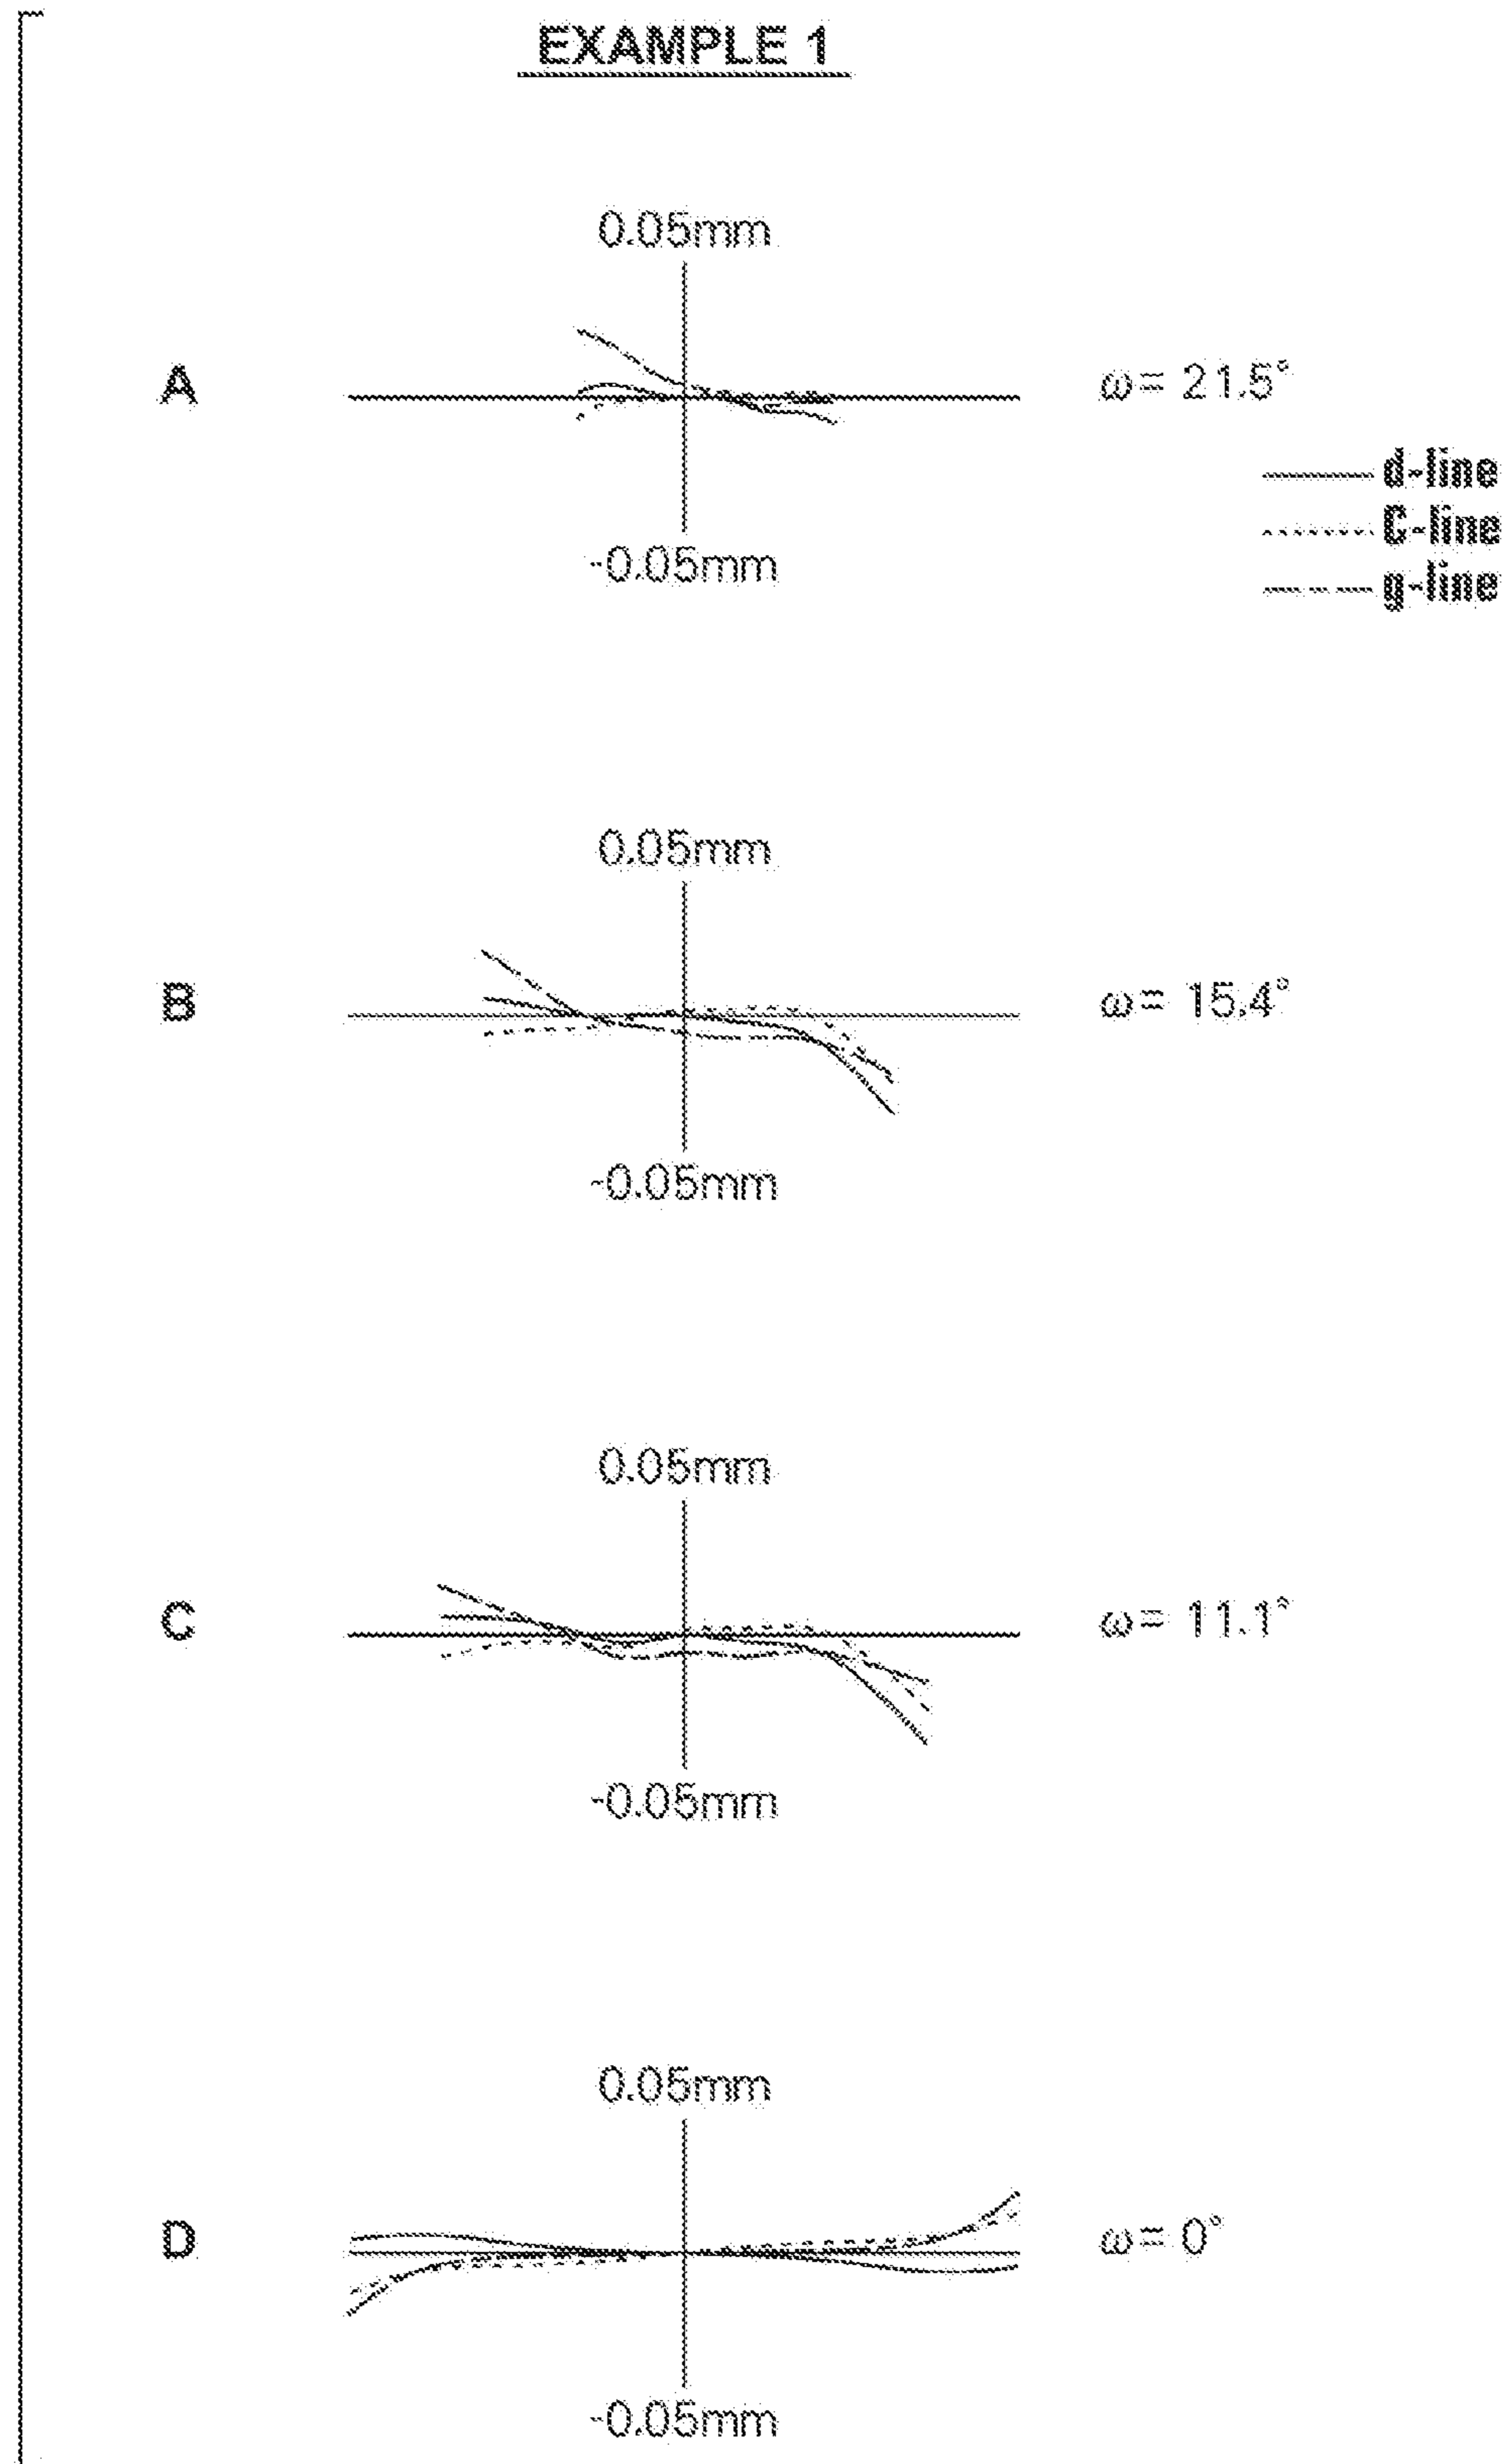 EXAMPLE 1
0.05mm
A
ω= 21.5°
d-line
C-line
g-line
-0.05mm
0.05mm
B
ω= 15.4°
-0.05mm
0.05mm
C
ω= 11.1°
-0.05mm
0.05mm
D
ω= 0°
-0.05mm